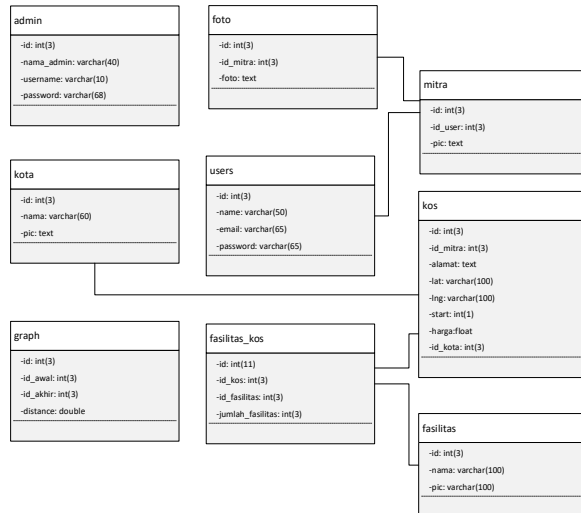 admin
-id: int(3)
-nama_admin: varchar(40)
-username: varchar(10)
-password: varchar(68)
foto
-id: int(3)
-id_mitra: int(3)
-foto: text
mitra
-id: int(3)
-id_user: int(3)
-pic: text
kota
-id: int(3)
-nama: varchar(60)
-pic: text
users
-id: int(3)
-name: varchar(50)
-email: varchar(65)
-password: varchar(65)
kos
-id: int(3)
-id_mitra: int(3)
-alamat: text
-lat: varchar(100)
-lng: varchar(100)
-start: int(1)
-harga:float
-id_kota: int(3)
graph
-id: int(3)
-id_awal: int(3)
-id_akhir: int(3)
-distance: double
fasilitas_kos
-id: int(11)
-id_kos: int(3)
-id_fasilitas: int(3)
-jumlah_fasilitas: int(3)
fasilitas
-id: int(3)
-nama: varchar(100)
-pic: varchar(100)